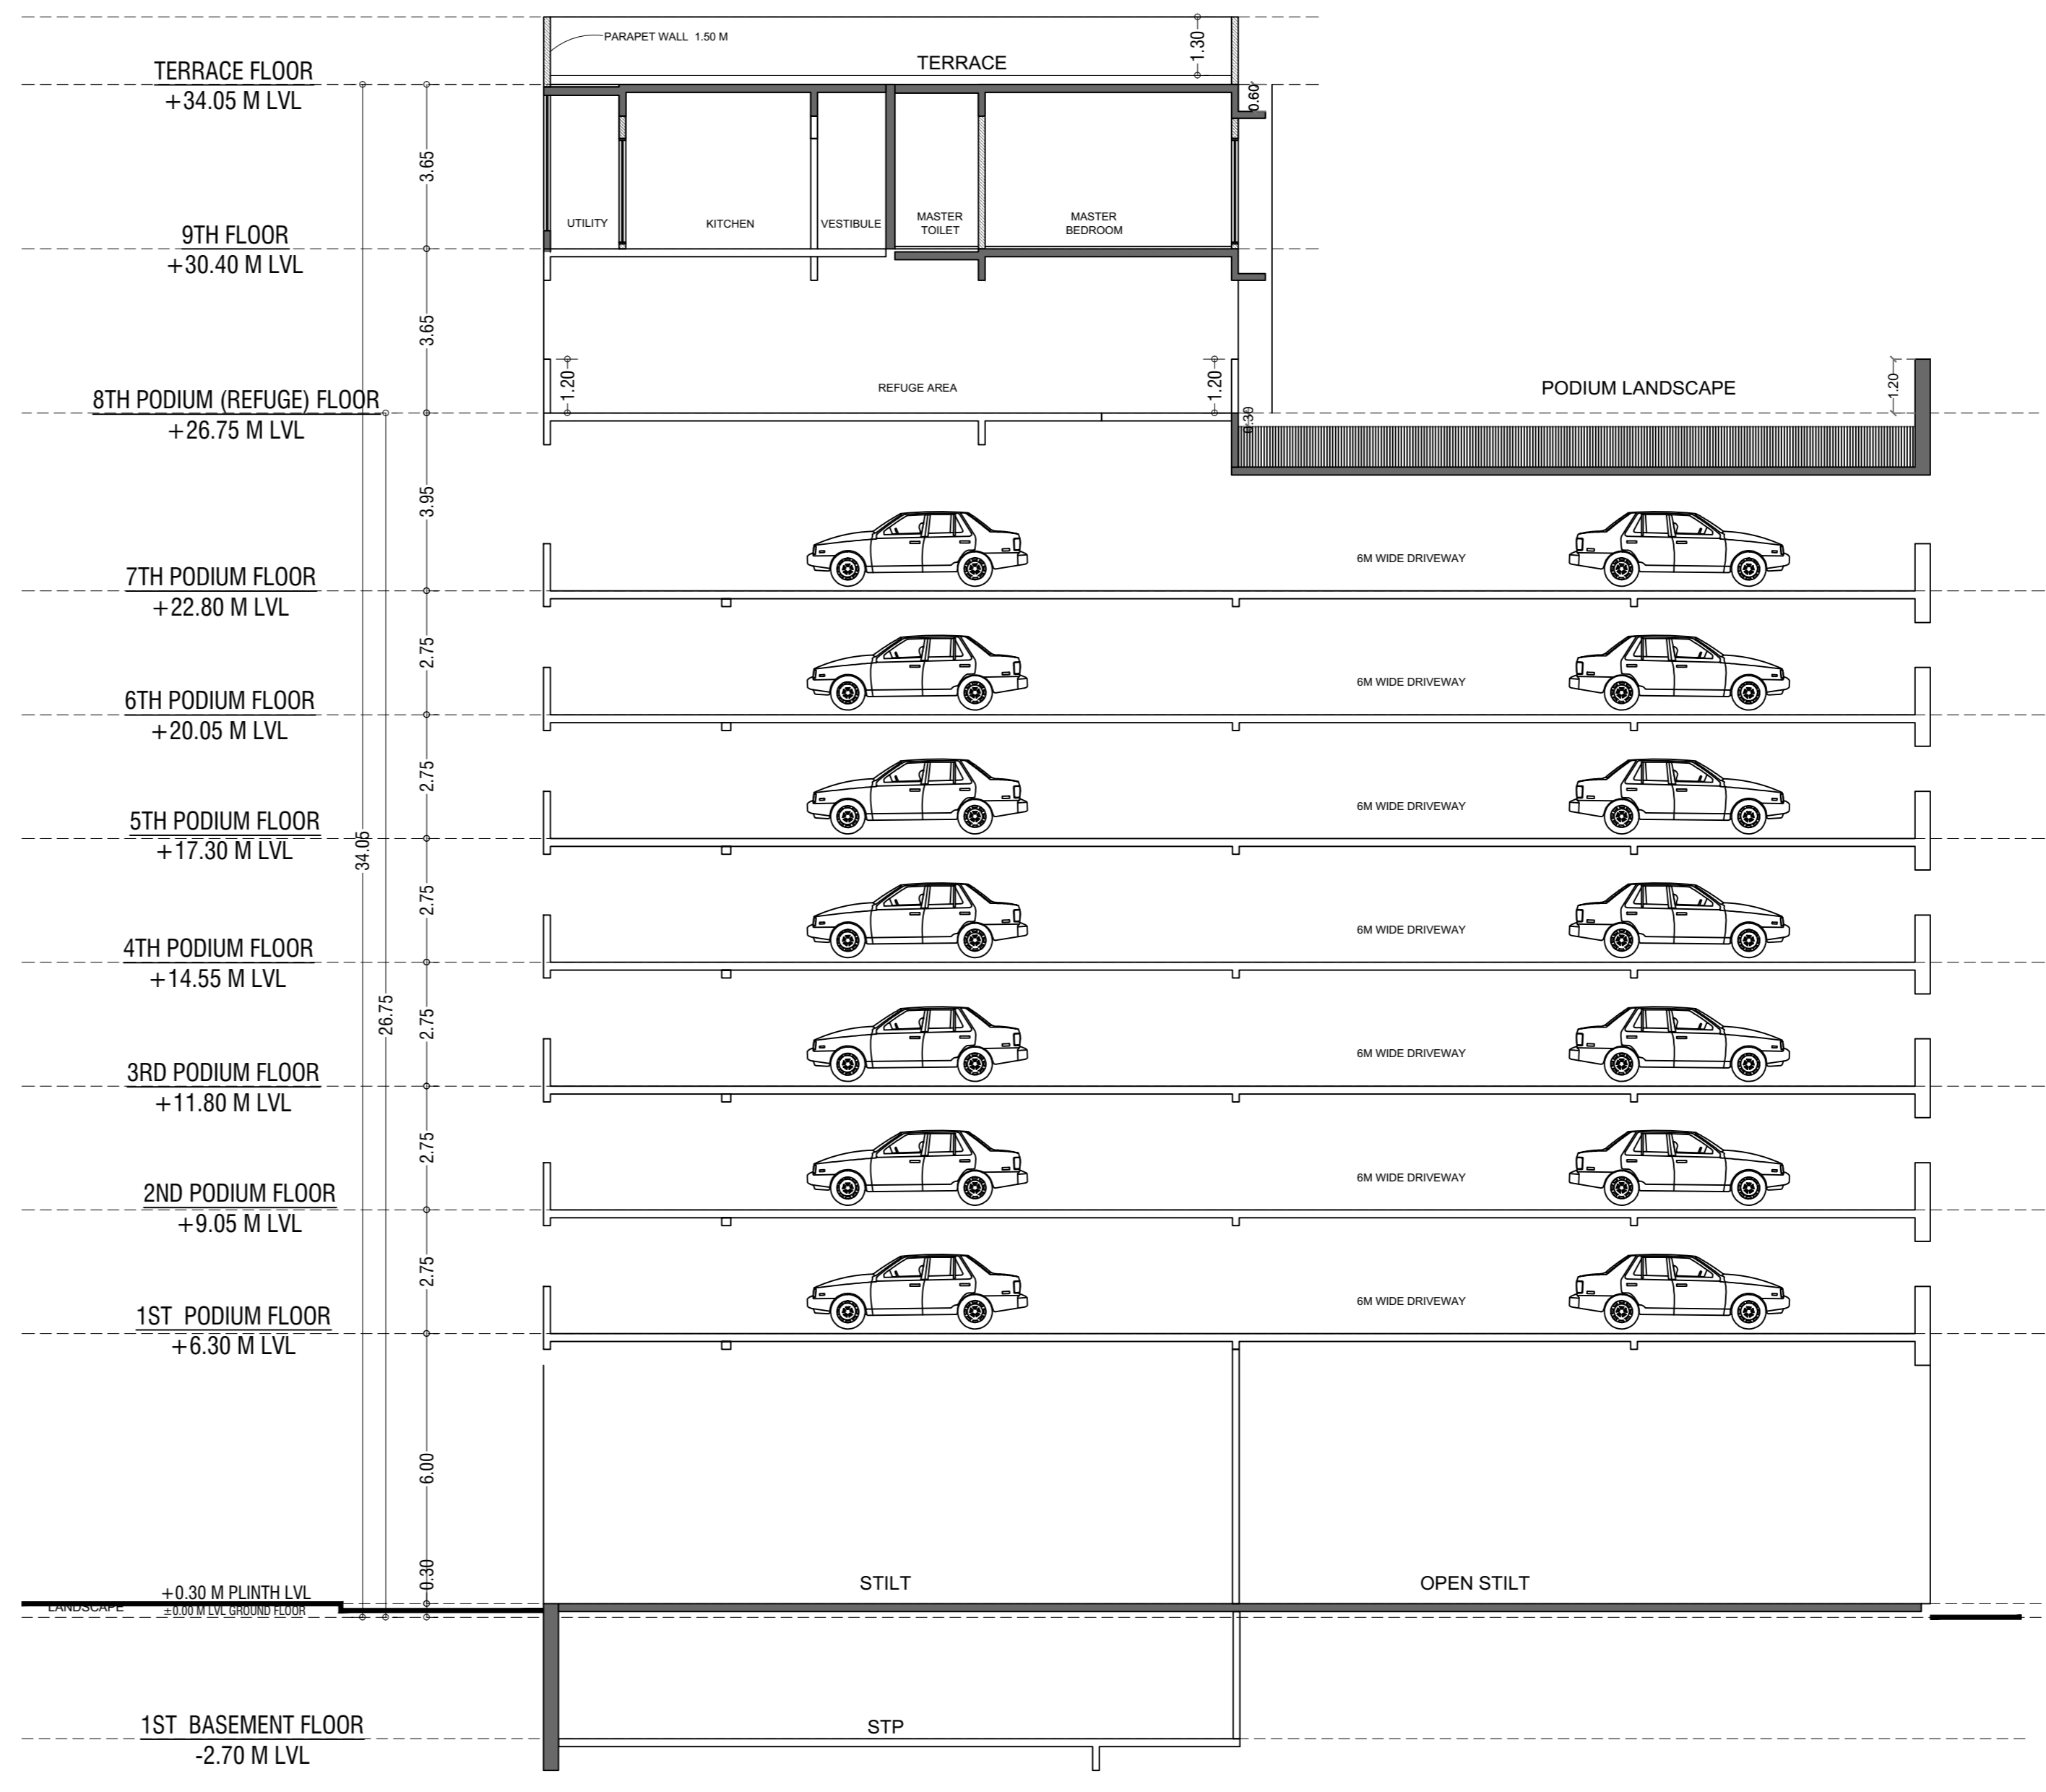 PARAPET WALL 1.50 M
1.30
TERRACE
TERRACE FLOOR
+34.05 M LVL
0.60
3.65
UTILITY
KITCHEN
VESTIBULE
MASTER
TOILET
MASTER
BEDROOM
9TH FLOOR
+30.40 M LVL
3.65
1.20
REFUGE AREA
1.20
PODIUM LANDSCAPE
1.20
8TH PODIUM (REFUGE) FLOOR
+26.75 M LVL
0.30
3.95
6M WIDE DRIVEWAY
7TH PODIUM FLOOR
+22.80 M LVL
2.75
6M WIDE DRIVEWAY
6TH PODIUM FLOOR
+20.05 M LVL
2.75
6M WIDE DRIVEWAY
5TH PODIUM FLOOR
+17.30 M LVL
34.05
2.75
6M WIDE DRIVEWAY
4TH PODIUM FLOOR
+14.55 M LVL
26.75
2.75
6M WIDE DRIVEWAY
3RD PODIUM FLOOR
+11.80 M LVL
2.75
6M WIDE DRIVEWAY
2ND PODIUM FLOOR
+9.05 M LVL
2.75
6M WIDE DRIVEWAY
1ST PODIUM FLOOR
+6.30 M LVL
6.00
0.30
STILT
OPEN STILT
+0.30 M PLINTH LVL
LANDSCAPE
±0.00 M LVL GROUND FLOOR
1ST BASEMENT FLOOR
-2.70 M LVL
STP